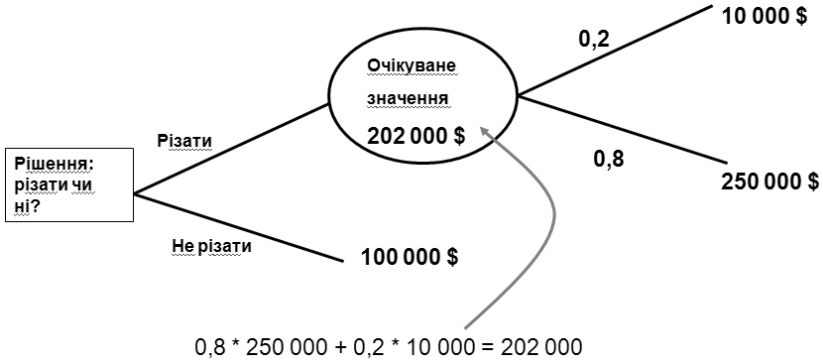 10 000 $
0,2
Очікуване
значення
202 000 $
Різати
0,8
Рішення:
різати чи
ні?
250 000 $
Не різати
100 000 $
0,8 * 250 000 + 0,2 * 10 000 = 202 000